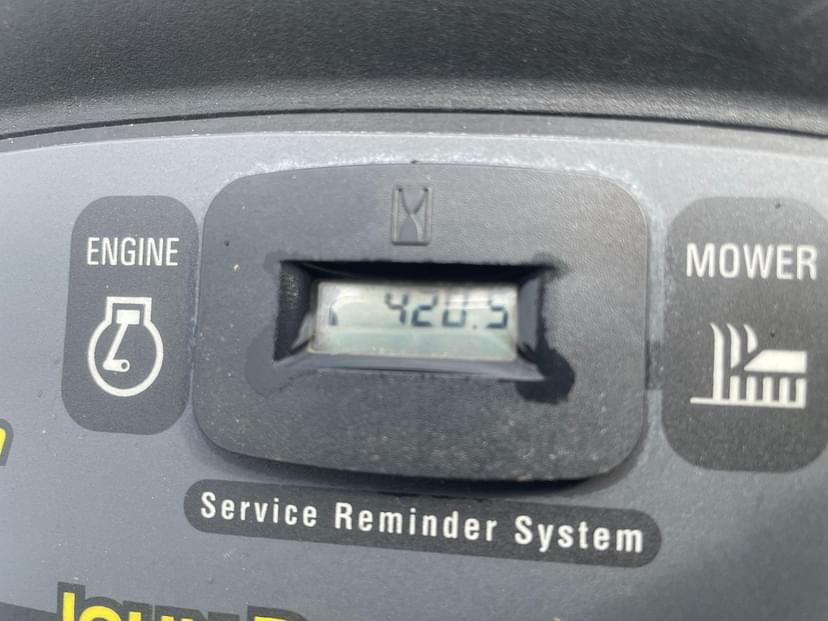 ENGINE
420.5
MOWER
Service Reminder System